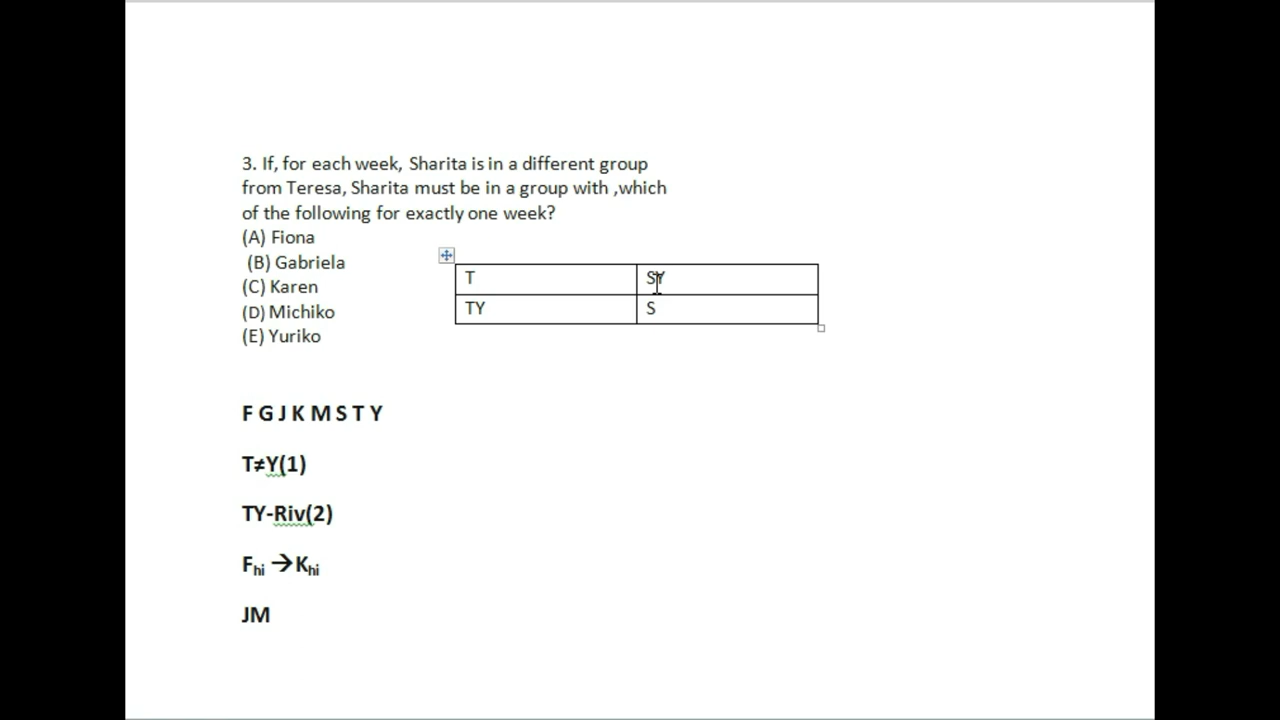 3. If, for each week, Sharita is in a different group
from Teresa, Sharita must be in a group with ,which
of the following for exactly one week?
(A) Fiona
(B) Gabriela
(C) Karen
(D) Michiko
(E) Yuriko
T SY
TY S
F G J K M S T Y
T≠Y(1)
TY-Riv(2)
Fhi →Khi
JM